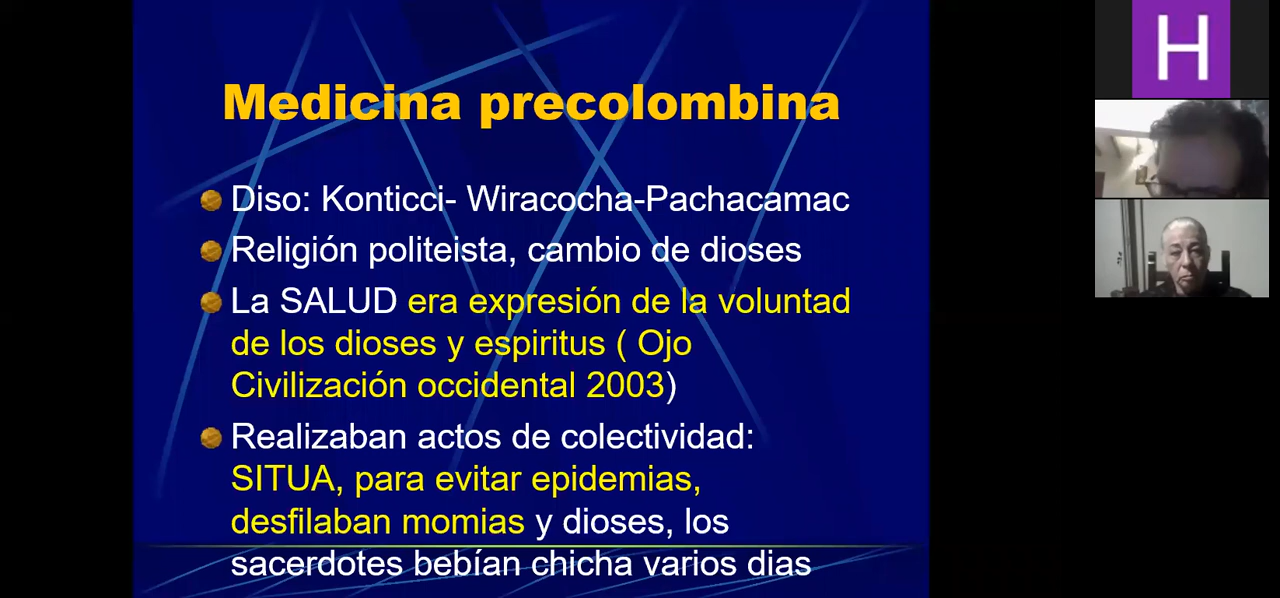 Medicina precolombina
Diso: Konticci- Wiracocha-Pachacamac
Religión politeista, cambio de dioses
La SALUD era expresión de la voluntad
de los dioses y espiritus ( Ojo
Civilización occidental 2003)
Realizaban actos de colectividad:
SITUA, para evitar epidemias,
desfilaban momias y dioses, los
sacerdotes bebían chicha varios dias
H